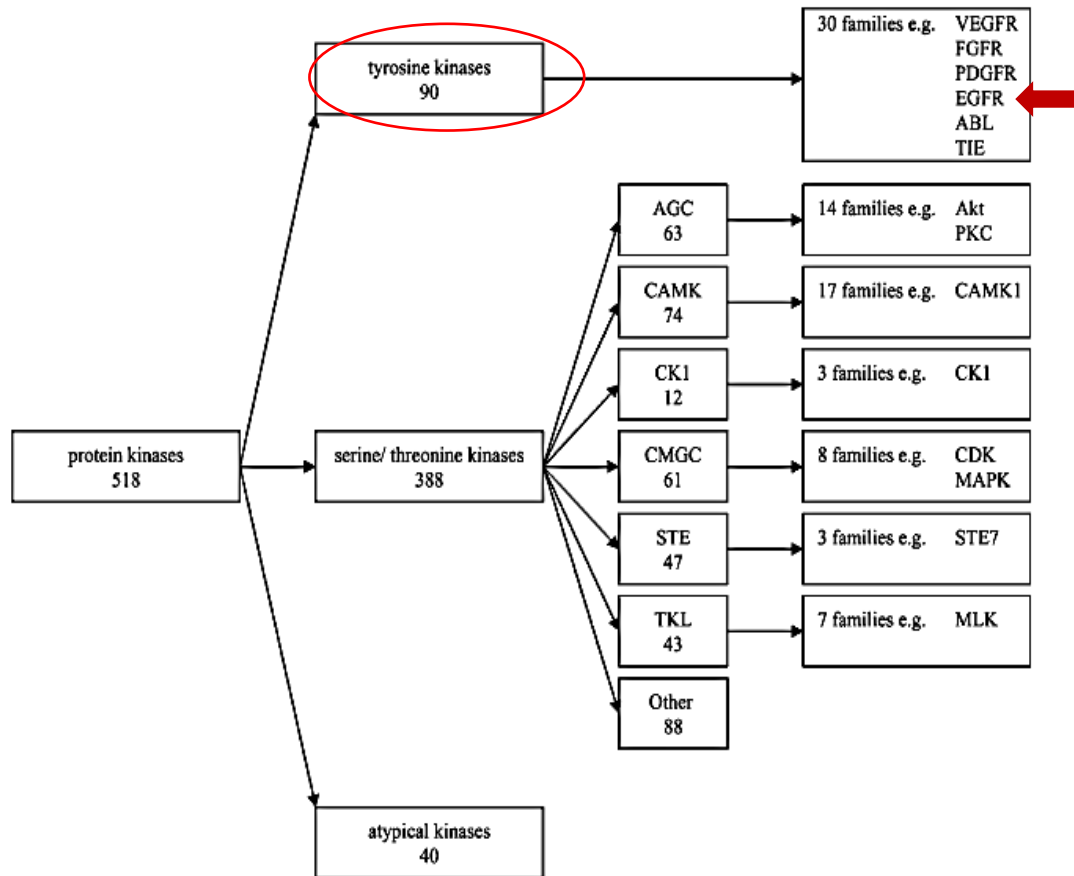 tyrosine kinases
90
30 families e.g. VEGFR
FGFR
PDGFR
EGFR
ABL
TIE
AGC
63
14 families e.g. Akt
PKC
CAMK
74
17 families e.g. CAMK1
CK1
12
3 families e.g. CK1
protein kinases
518
serine/ threonine kinases
388
CMGC
61
8 families e.g. CDK
MAPK
STE
47
3 families e.g. STE7
TKL
43
7 families e.g. MLK
Other
88
atypical kinases
40